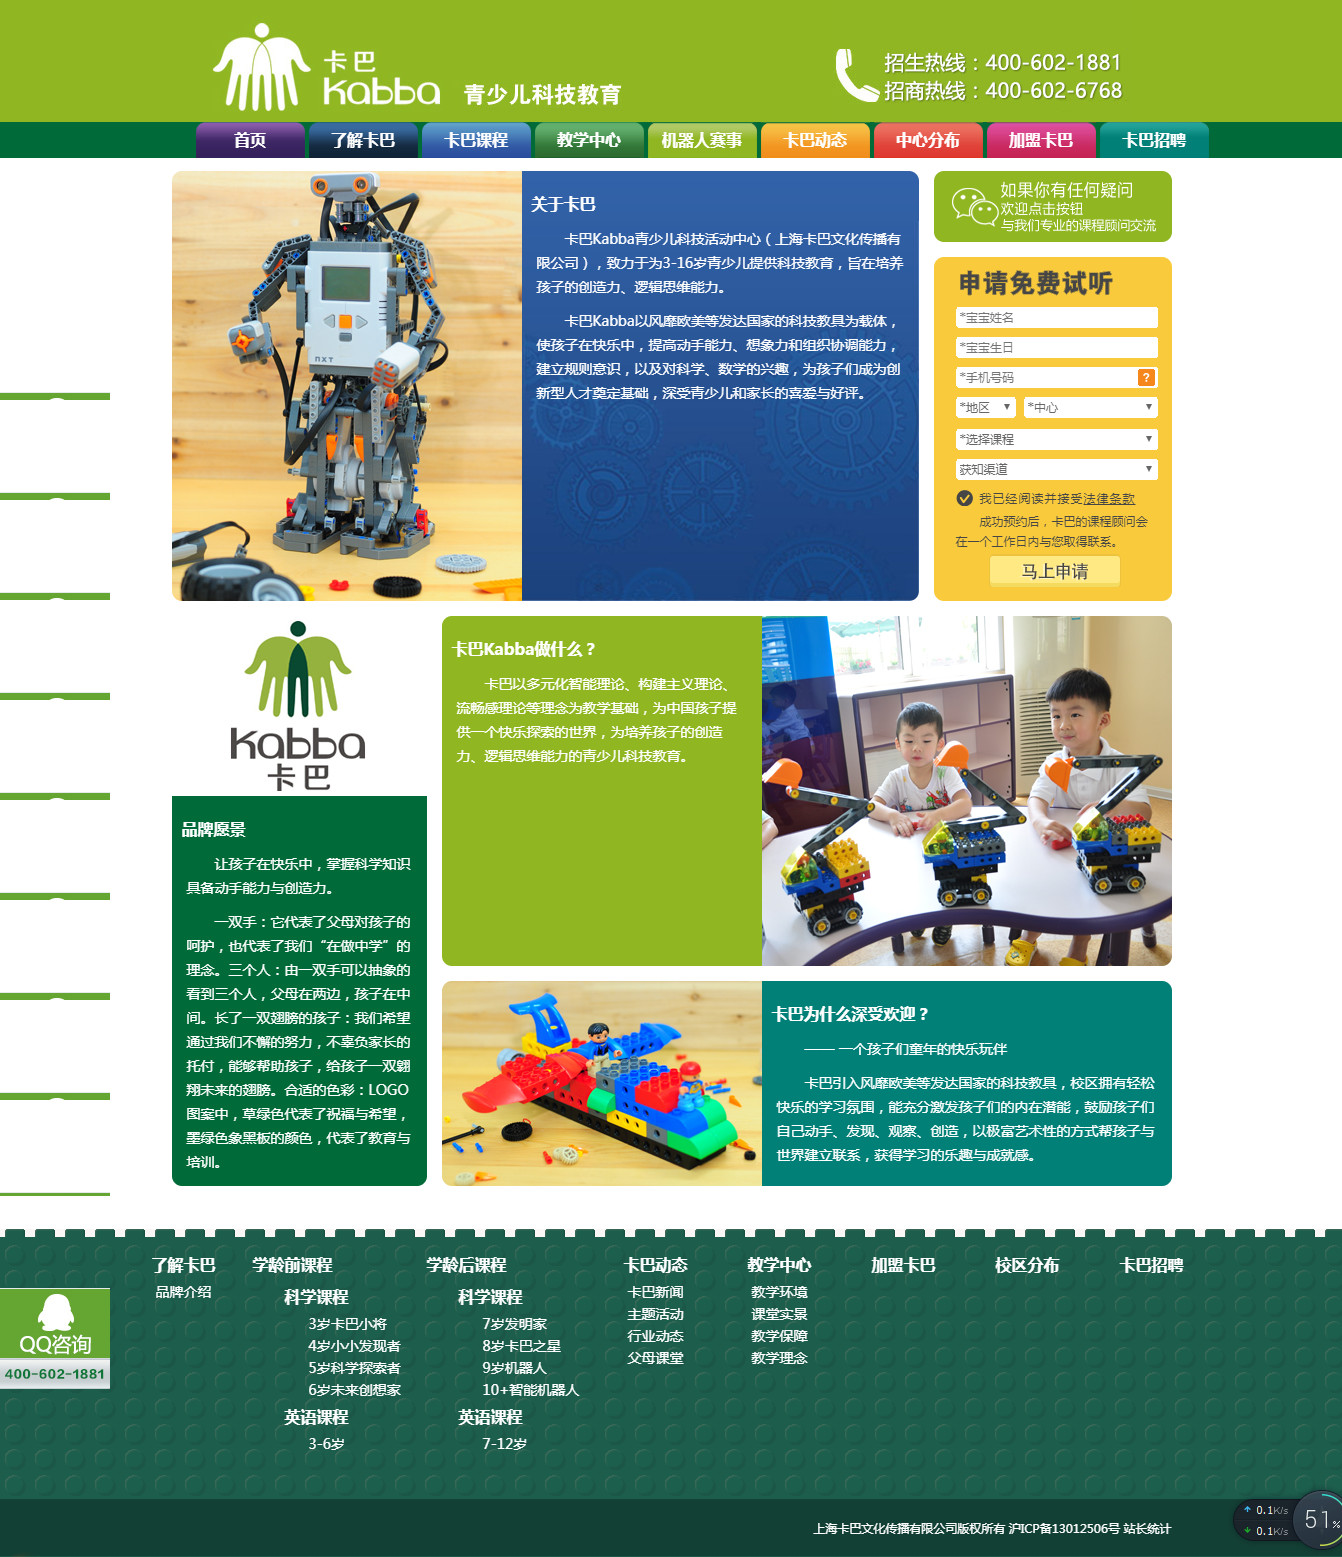 卡巴
Kabba 青少儿科技教育
招生热线：400-602-1881
招商热线：400-602-6768
首页 了解卡巴 卡巴课程 教学中心 机器人赛事 卡巴动态 中心分布 加盟卡巴 卡巴招聘
NXT
关于卡巴
卡巴Kabba青少儿科技活动中心（上海卡巴文化传播有
限公司），致力于为3-16岁青少儿提供科技教育，旨在培养
孩子的创造力、逻辑思维能力。
卡巴Kabba以风靡欧美等发达国家的科技教具为载体，
使孩子在快乐中，提高动手能力、想象力和组织协调能力，
建立规则意识，以及对科学、数学的兴趣，为孩子们成为创
新型人才奠定基础，深受青少儿和家长的喜爱与好评。
如果你有任何疑问
欢迎点击按钮
与我们专业的课程顾问交流
申请免费试听
*宝宝姓名
*宝宝生日
*手机号码 ?
*地区 *中心
*选择课程
获知渠道
我已经阅读并接受法律条款
成功预约后，卡巴的课程顾问会
在一个工作日内与您取得联系。
马上申请
Kabba
卡巴
品牌愿景
让孩子在快乐中，掌握科学知识
具备动手能力与创造力。
一双手：它代表了父母对孩子的
呵护，也代表了我们“在做中学”的
理念。三个人：由一双手可以抽象的
看到三个人，父母在两边，孩子在中
间。长了一双翅膀的孩子：我们希望
通过我们不懈的努力，不辜负家长的
托付，能够帮助孩子，给孩子一双翱
翔未来的翅膀。合适的色彩：LOGO
图案中，草绿色代表了祝福与希望，
墨绿色象黑板的颜色，代表了教育与
培训。
卡巴Kabba做什么？
卡巴以多元化智能理论、构建主义理论、
流畅感理论等理念为教学基础，为中国孩子提
供一个快乐探索的世界，为培养孩子的创造
力、逻辑思维能力的青少儿科技教育。
卡巴为什么深受欢迎？
—— 一个孩子们童年的快乐玩伴
卡巴引入风靡欧美等发达国家的科技教具，校区拥有轻松
快乐的学习氛围，能充分激发孩子们的内在潜能，鼓励孩子们
自己动手、发现、观察、创造，以极富艺术性的方式帮孩子与
世界建立联系，获得学习的乐趣与成就感。
QQ咨询
400-602-1881
了解卡巴
品牌介绍
学龄前课程
科学课程
3岁卡巴小将
4岁小小发现者
5岁科学探索者
6岁未来创想家
英语课程
3-6岁
学龄后课程
科学课程
7岁发明家
8岁卡巴之星
9岁机器人
10+智能机器人
英语课程
7-12岁
卡巴动态
卡巴新闻
主题活动
行业动态
父母课堂
教学中心
教学环境
课堂实景
教学保障
教学理念
加盟卡巴
校区分布
卡巴招聘
上海卡巴文化传播有限公司版权所有 沪ICP备13012506号 站长统计
0.1K/s
0.1K/s
51%